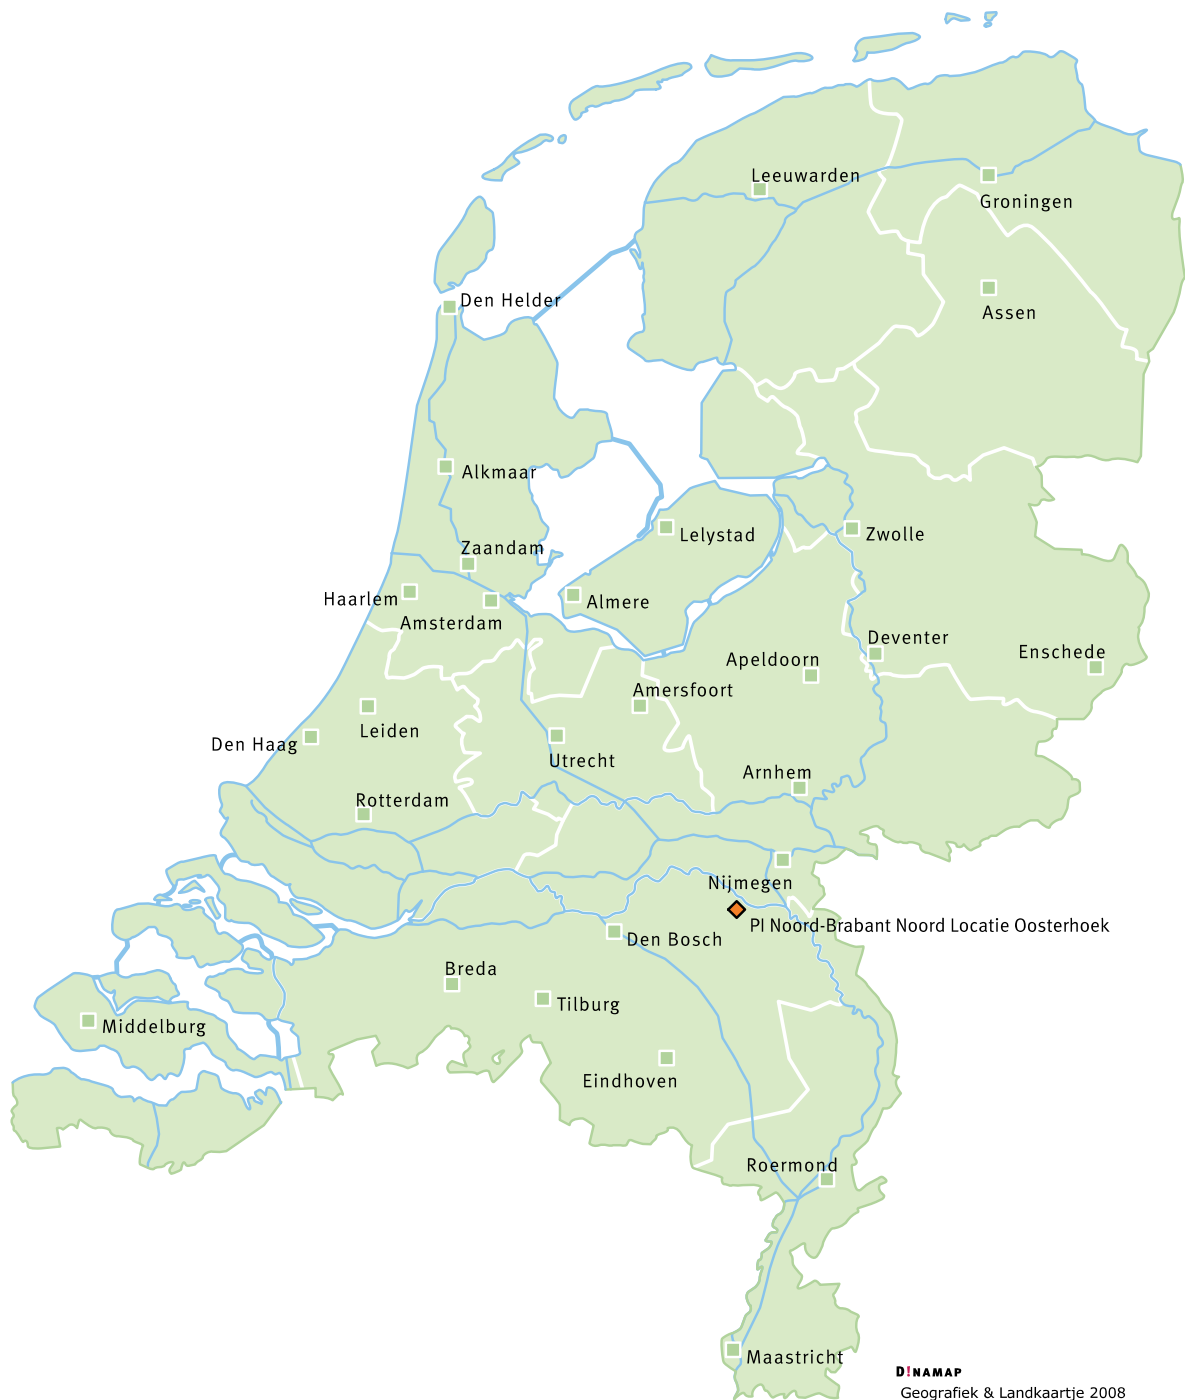 Leeuwarden
Groningen
Den Helder
Assen
Alkmaar
Lelystad
Zwolle
Zaandam
Haarlem
Almere
Amsterdam
Deventer
Enschede
Apeldoorn
Amersfoort
Leiden
Den Haag
Utrecht
Arnhem
Rotterdam
Nijmegen
PI Noord-Brabant Noord Locatie Oosterhoek
Den Bosch
Breda
Tilburg
Middelburg
Eindhoven
Roermond
Maastricht
D!NAMAP
Geografiek & Landkaartje 2008